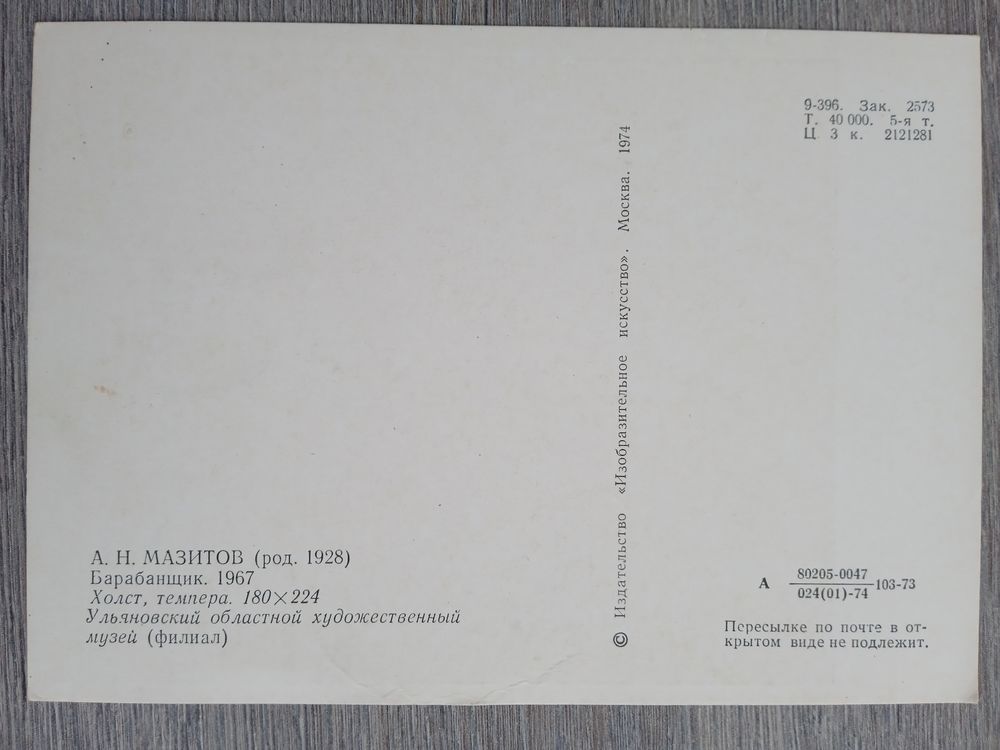 9-396. Зак. 2573
Т. 40 000. 5-я т.
Ц 3 к. 2121281
© Издательство «Изобразительное искусство». Москва. 1974
А. Н. МАЗИТОВ (род. 1928)
Барабанщик. 1967
Холст, темпера. 180×224
Ульяновский областной художественный
музей (филиал)
А 80205-0047
024(01)-74 103-73
Пересылке по почте в от-
крытом виде не подлежит.